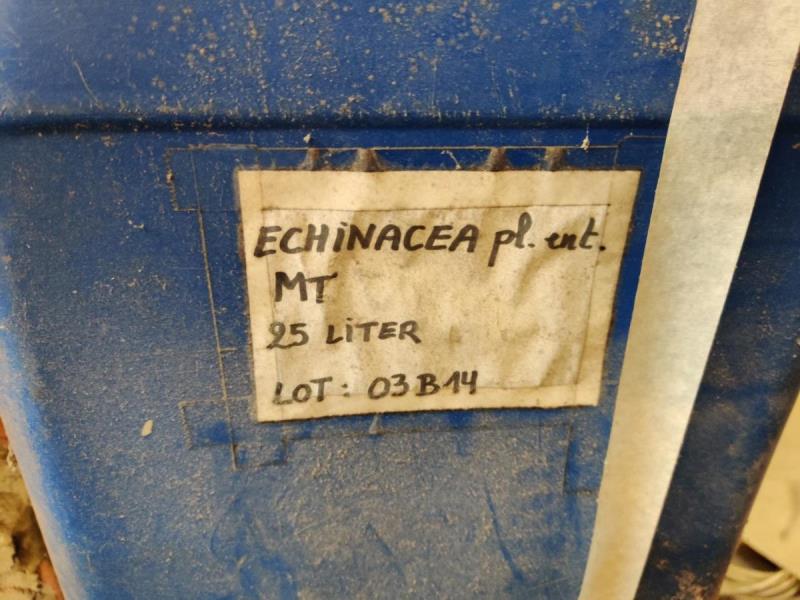 ECHiNACEA pl. ent.
MT
25 LiTER
LOT: 03B14